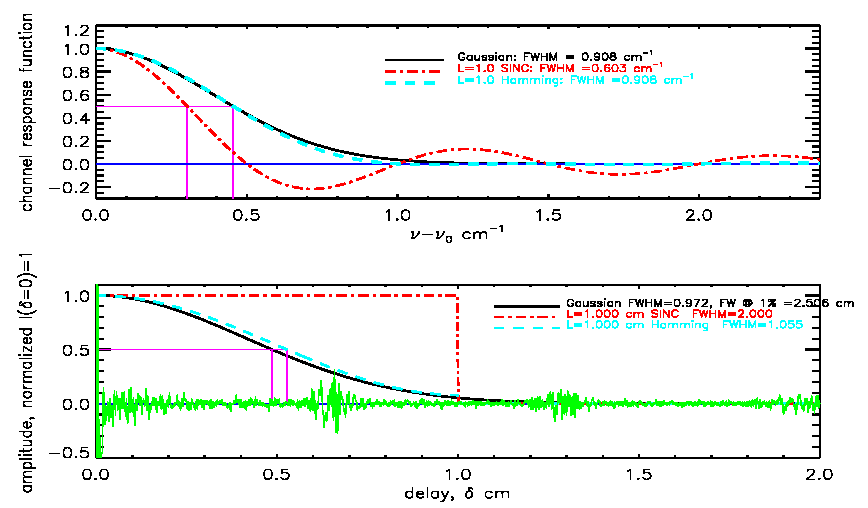 channel response function
1.2
1.0
0.8
0.6
0.4
0.2
0.0
−0.2
Gaussian: FWHM = 0.908 cm⁻¹
L=1.0 SINC: FWHM =0.603 cm⁻¹
L=1.0 Hamming: FWHM =0.908 cm⁻¹
0.0 0.5 1.0 1.5 2.0
ν−ν₀ cm⁻¹
amplitude, normalized I(δ=0)=1
1.0
0.5
0.0
−0.5
Gaussian FWHM=0.972, FW @ 1% =2.506 cm
L=1.000 cm SINC FWHM=2.000
L=1.000 cm Hamming FWHM=1.055
0.0 0.5 1.0 1.5 2.0
delay, δ cm